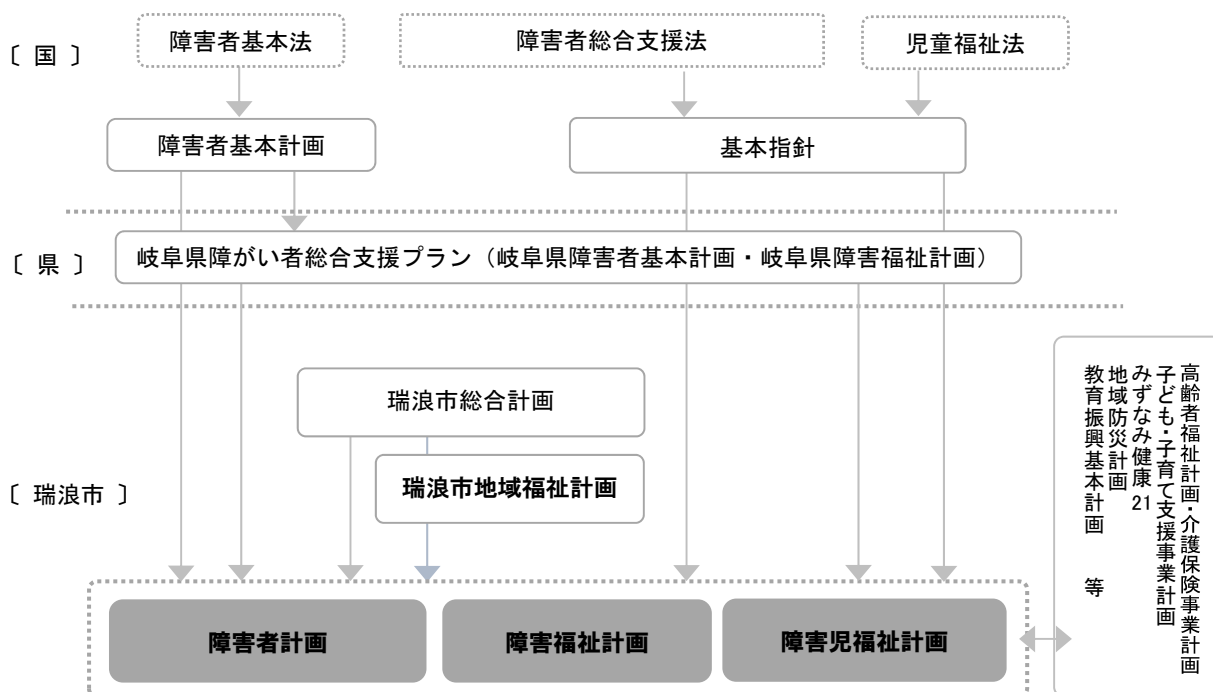 〔 国 〕
障害者基本法
障害者総合支援法
児童福祉法
障害者基本計画
基本指針
〔 県 〕
岐阜県障がい者総合支援プラン（岐阜県障害者基本計画・岐阜県障害福祉計画）
瑞浪市総合計画
瑞浪市地域福祉計画
〔 瑞浪市 〕
高齢者福祉計画・介護保険事業計画
子ども・子育て支援事業計画
みずなみ健康 21
地域防災計画
教育振興基本計画　等
障害者計画
障害福祉計画
障害児福祉計画